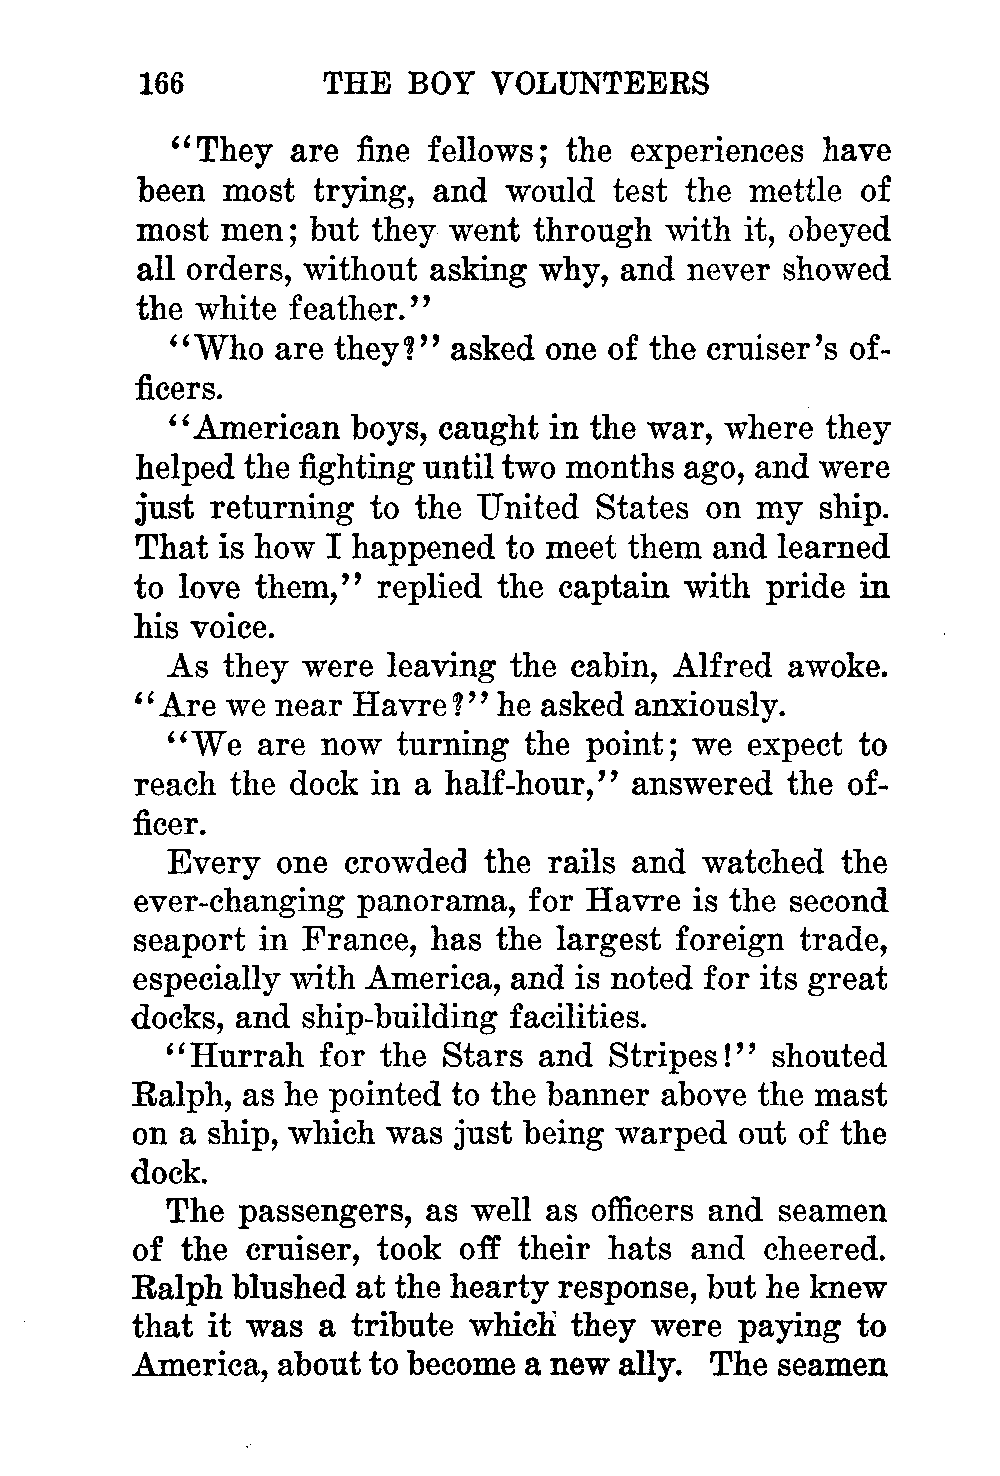 166 THE BOY VOLUNTEERS
"They are fine fellows; the experiences have
been most trying, and would test the mettle of
most men; but they went through with it, obeyed
all orders, without asking why, and never showed
the white feather."
"Who are they?" asked one of the cruiser's of-
ficers.
"American boys, caught in the war, where they
helped the fighting until two months ago, and were
just returning to the United States on my ship.
That is how I happened to meet them and learned
to love them," replied the captain with pride in
his voice.
As they were leaving the cabin, Alfred awoke.
"Are we near Havre?" he asked anxiously.
"We are now turning the point; we expect to
reach the dock in a half-hour," answered the of-
ficer.
Every one crowded the rails and watched the
ever-changing panorama, for Havre is the second
seaport in France, has the largest foreign trade,
especially with America, and is noted for its great
docks, and ship-building facilities.
"Hurrah for the Stars and Stripes!" shouted
Ralph, as he pointed to the banner above the mast
on a ship, which was just being warped out of the
dock.
The passengers, as well as officers and seamen
of the cruiser, took off their hats and cheered.
Ralph blushed at the hearty response, but he knew
that it was a tribute which they were paying to
America, about to become a new ally. The seamen